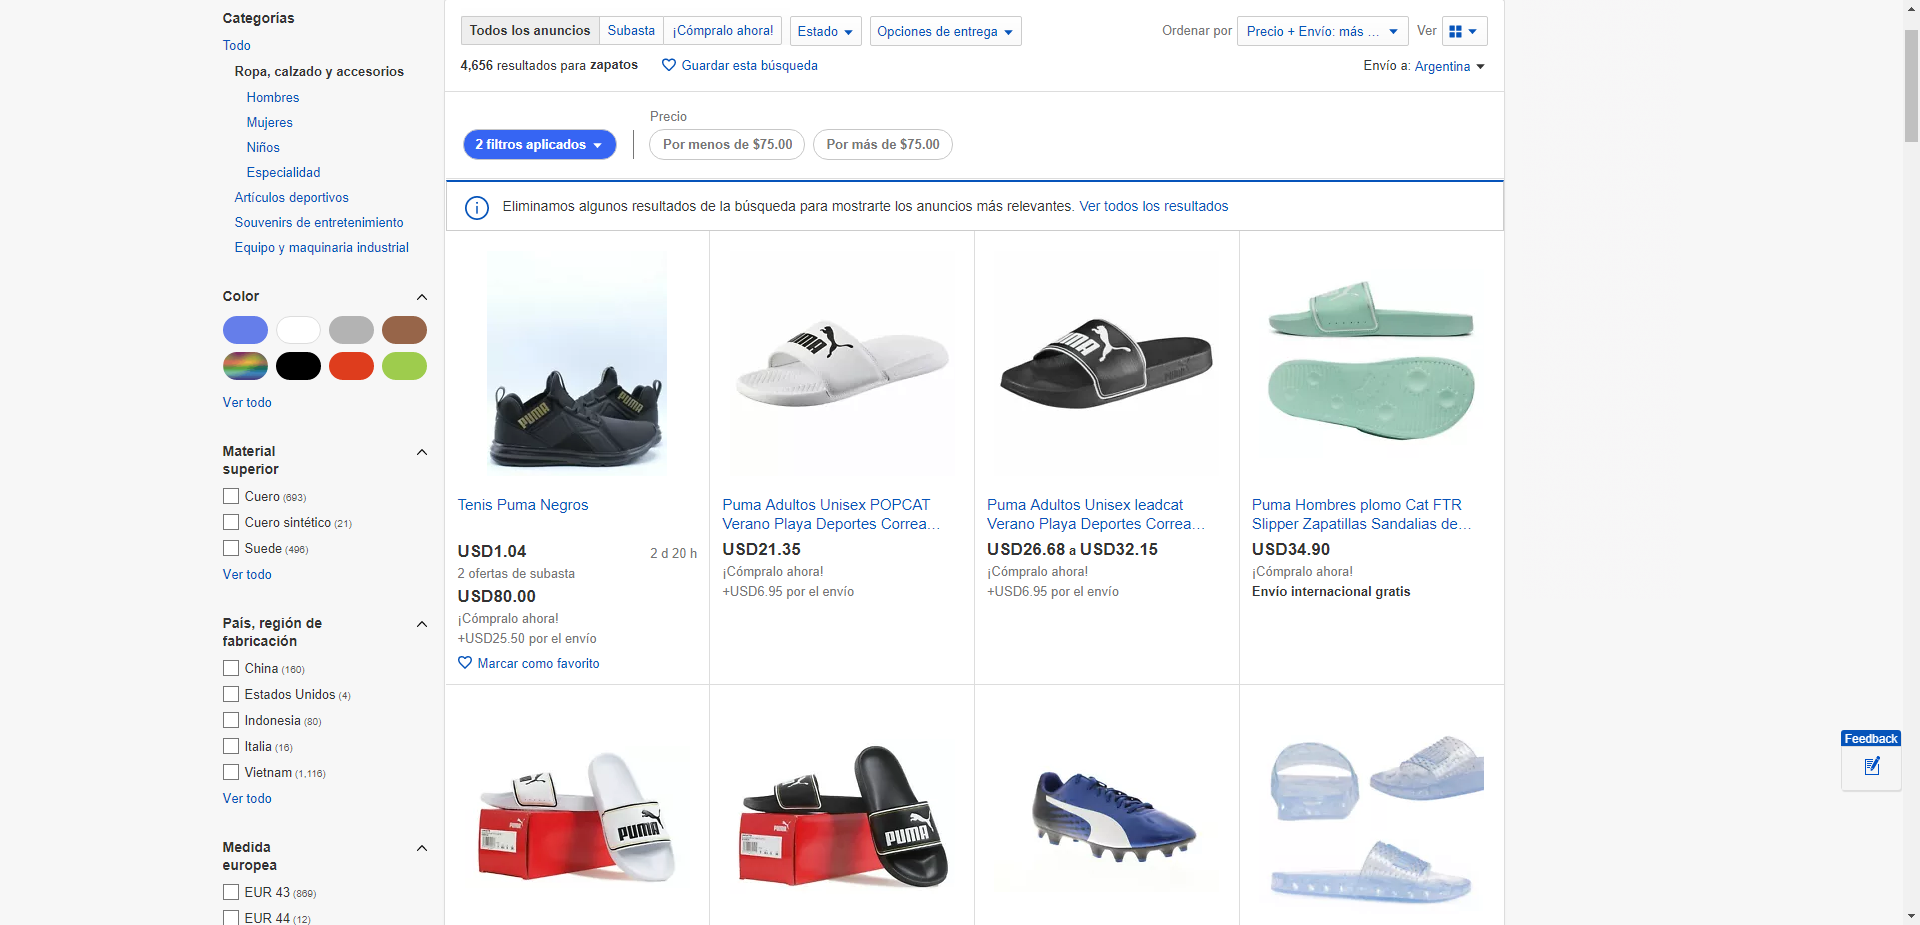 Categorías
Todo
Ropa, calzado y accesorios
Hombres
Mujeres
Niños
Especialidad
Artículos deportivos
Souvenirs de entretenimiento
Equipo y maquinaria industrial
Color
Ver todo
Material
superior
Cuero (693)
Cuero sintético (21)
Suede (496)
Ver todo
País, región de
fabricación
China (160)
Estados Unidos (4)
Indonesia (80)
Italia (16)
Vietnam (1,116)
Ver todo
Medida
europea
EUR 43 (869)
EUR 44 (12)
Todos los anuncios Subasta ¡Cómpralo ahora! Estado Opciones de entrega Ordenar por Precio + Envío: más ... Ver
4,656 resultados para zapatos Guardar esta búsqueda Envío a: Argentina
Precio
2 filtros aplicados Por menos de $75.00 Por más de $75.00
Eliminamos algunos resultados de la búsqueda para mostrarte los anuncios más relevantes. Ver todos los resultados
PUMA PUMA
Tenis Puma Negros
USD1.04 2 d 20 h
2 ofertas de subasta
USD80.00
¡Cómpralo ahora!
+USD25.50 por el envío
Marcar como favorito
PUMA
Puma Adultos Unisex POPCAT
Verano Playa Deportes Correa...
USD21.35
¡Cómpralo ahora!
+USD6.95 por el envío
PUMA
Puma Adultos Unisex leadcat
Verano Playa Deportes Correa...
USD26.68 a USD32.15
¡Cómpralo ahora!
+USD6.95 por el envío
Puma Hombres plomo Cat FTR
Slipper Zapatillas Sandalias de...
USD34.90
¡Cómpralo ahora!
Envío internacional gratis
PUMA
PUMA
Feedback